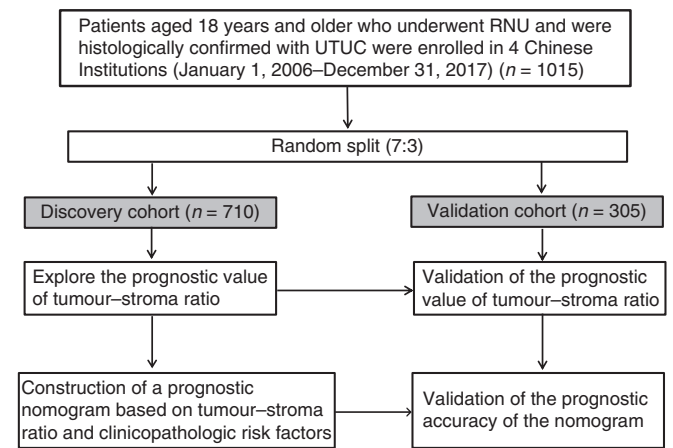 Patients aged 18 years and older who underwent RNU and were
histologically confirmed with UTUC were enrolled in 4 Chinese
Institutions (January 1, 2006–December 31, 2017) (n = 1015)
Random split (7:3)
Discovery cohort (n = 710)
Validation cohort (n = 305)
Explore the prognostic value
of tumour–stroma ratio
Validation of the prognostic
value of tumour–stroma ratio
Construction of a prognostic
nomogram based on tumour–stroma
ratio and clinicopathologic risk factors
Validation of the prognostic
accuracy of the nomogram